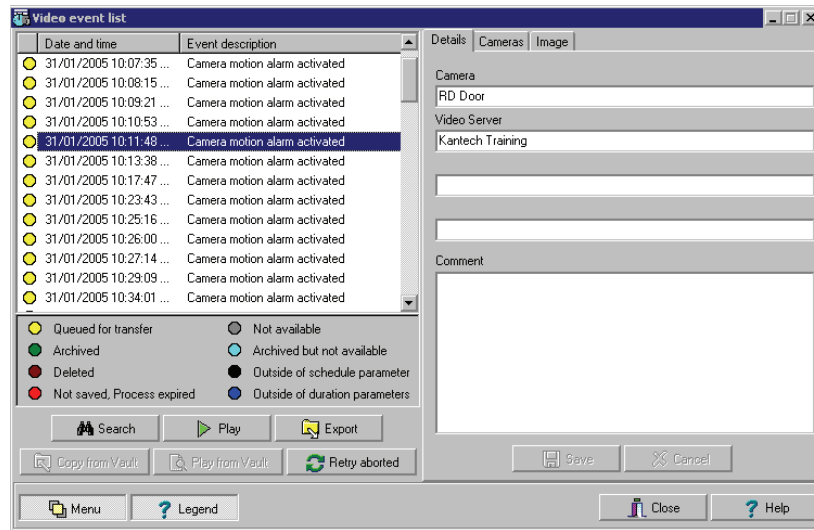 Video event list
Date and time Event description
31/01/2005 10:07:35 ... Camera motion alarm activated
31/01/2005 10:08:15 ... Camera motion alarm activated
31/01/2005 10:09:21 ... Camera motion alarm activated
31/01/2005 10:10:53 ... Camera motion alarm activated
31/01/2005 10:11:48 ... Camera motion alarm activated
31/01/2005 10:13:38 ... Camera motion alarm activated
31/01/2005 10:17:47 ... Camera motion alarm activated
31/01/2005 10:23:43 ... Camera motion alarm activated
31/01/2005 10:25:16 ... Camera motion alarm activated
31/01/2005 10:26:00 ... Camera motion alarm activated
31/01/2005 10:27:14 ... Camera motion alarm activated
31/01/2005 10:29:09 ... Camera motion alarm activated
31/01/2005 10:34:01 ... Camera motion alarm activated
Queued for transfer Not available
Archived Archived but not available
Deleted Outside of schedule parameter
Not saved, Process expired Outside of duration parameters
Search Play Export
Copy from Vault Play from Vault Retry aborted
Details Cameras Image
Camera
RD Door
Video Server
Kantech Training
Comment
Save Cancel
Menu Legend Close Help